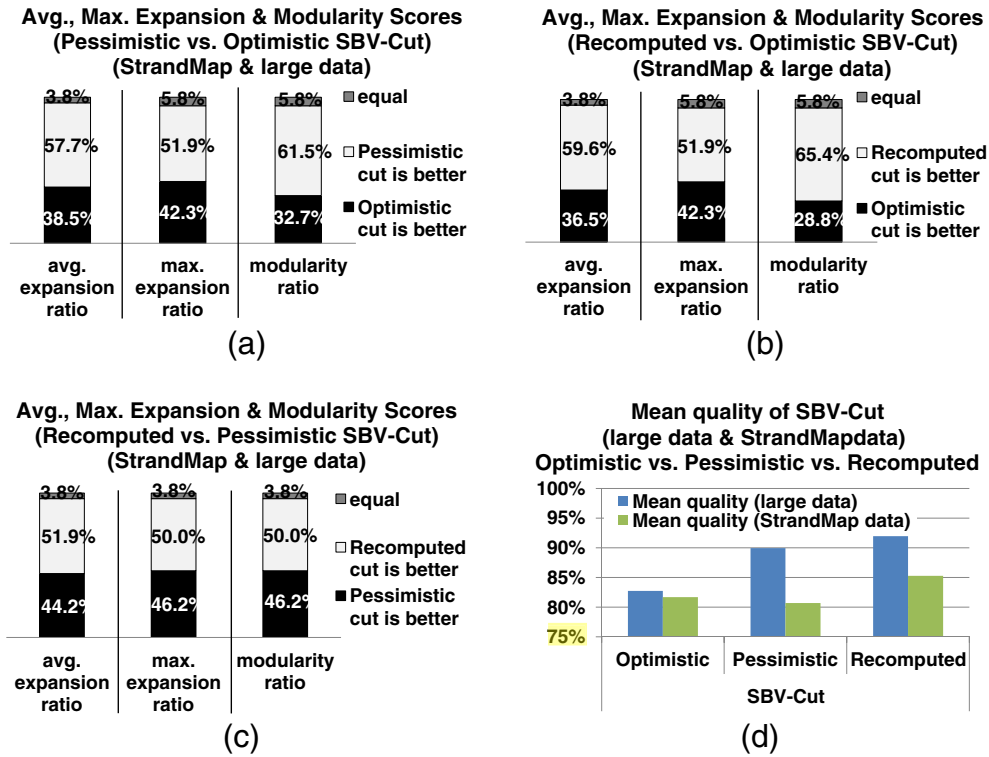 Avg., Max. Expansion & Modularity Scores
(Pessimistic vs. Optimistic SBV-Cut)
(StrandMap & large data)
3.8%
5.8%
5.8%
equal
57.7%
51.9%
61.5%
Pessimistic
cut is better
38.5%
42.3%
32.7%
Optimistic
cut is better
avg.
expansion
ratio
max.
expansion
ratio
modularity
ratio
(a)
Avg., Max. Expansion & Modularity Scores
(Recomputed vs. Optimistic SBV-Cut)
(StrandMap & large data)
3.8%
5.8%
5.8%
equal
59.6%
51.9%
65.4%
Recomputed
cut is better
36.5%
42.3%
28.8%
Optimistic
cut is better
avg.
expansion
ratio
max.
expansion
ratio
modularity
ratio
(b)
Avg., Max. Expansion & Modularity Scores
(Recomputed vs. Pessimistic SBV-Cut)
(StrandMap & large data)
3.8%
3.8%
3.8%
equal
51.9%
50.0%
50.0%
Recomputed
cut is better
44.2%
46.2%
46.2%
Pessimistic
cut is better
avg.
expansion
ratio
max.
expansion
ratio
modularity
ratio
(c)
Mean quality of SBV-Cut
(large data & StrandMapdata)
Optimistic vs. Pessimistic vs. Recomputed
100%
95%
90%
85%
80%
75%
Mean quality (large data)
Mean quality (StrandMap data)
Optimistic
Pessimistic
Recomputed
SBV-Cut
(d)